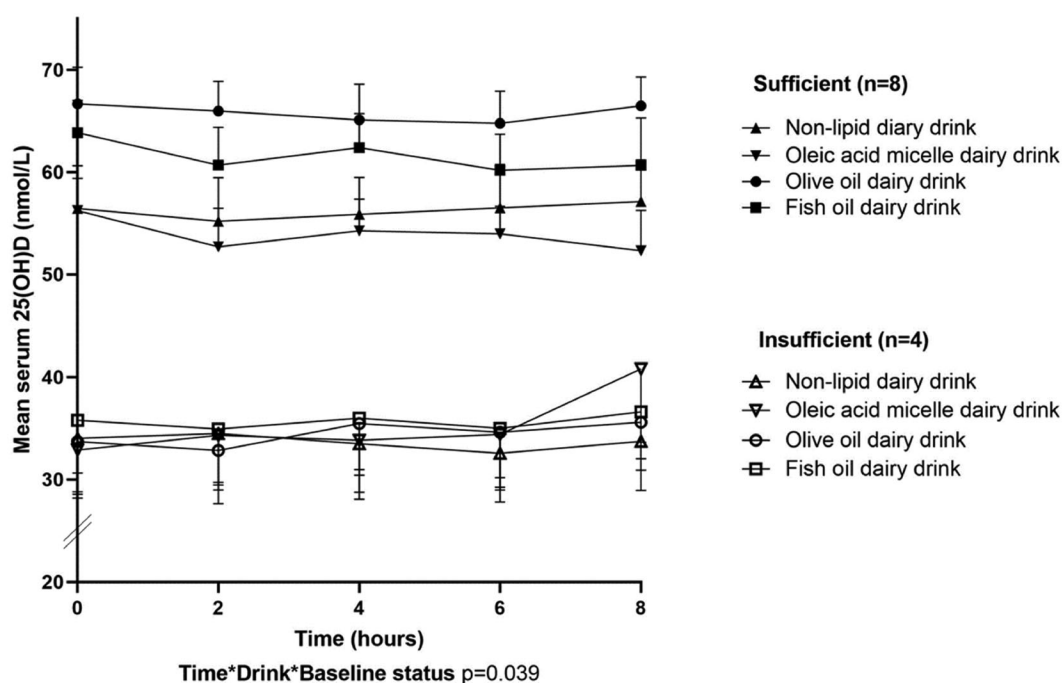 Mean serum 25(OH)D (nmol/L)
70
60
50
40
30
20
0
2
4
6
8
Time (hours)
Time*Drink*Baseline status p=0.039
Sufficient (n=8)
Non-lipid diary drink
Oleic acid micelle dairy drink
Olive oil dairy drink
Fish oil dairy drink
Insufficient (n=4)
Non-lipid dairy drink
Oleic acid micelle dairy drink
Olive oil dairy drink
Fish oil dairy drink